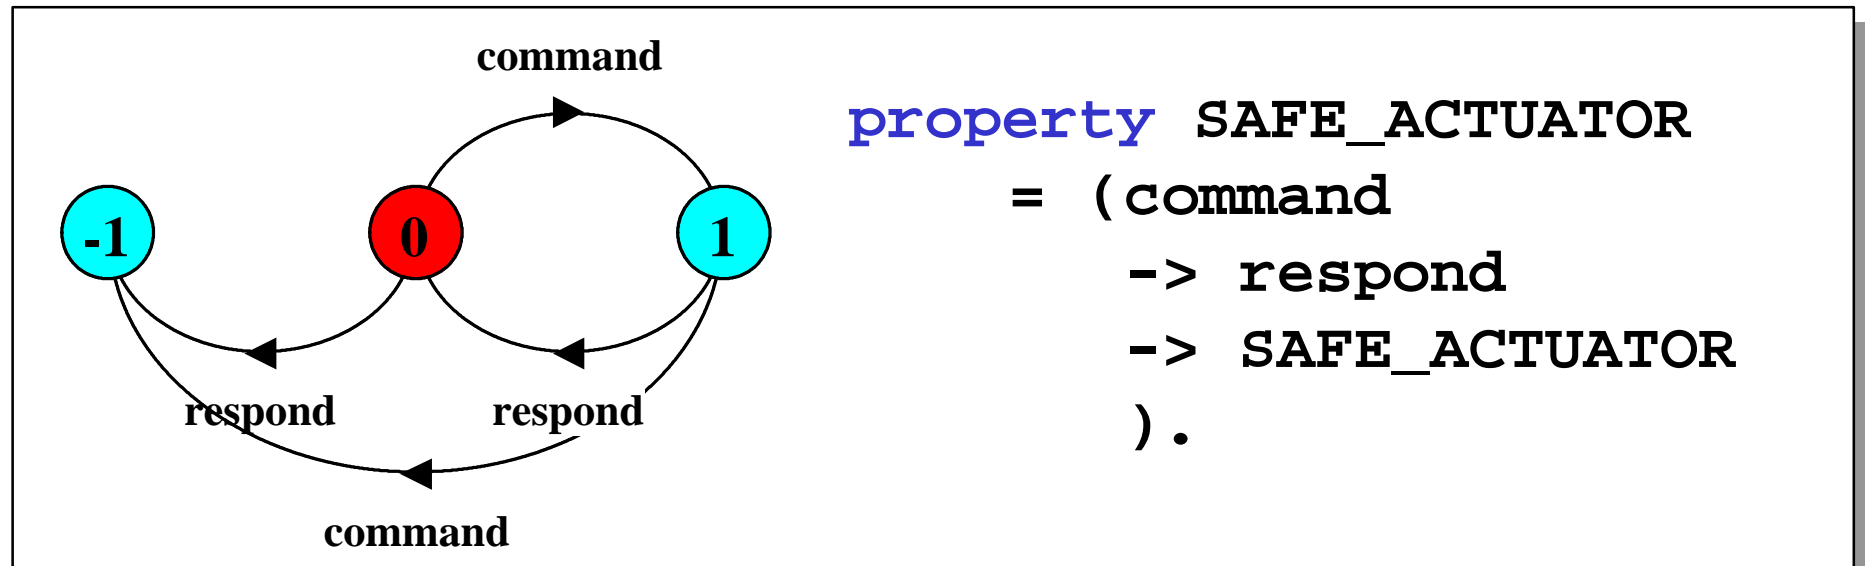 command
-1
0
1
respond
respond
command
property SAFE_ACTUATOR
= (command
-> respond
-> SAFE_ACTUATOR
).